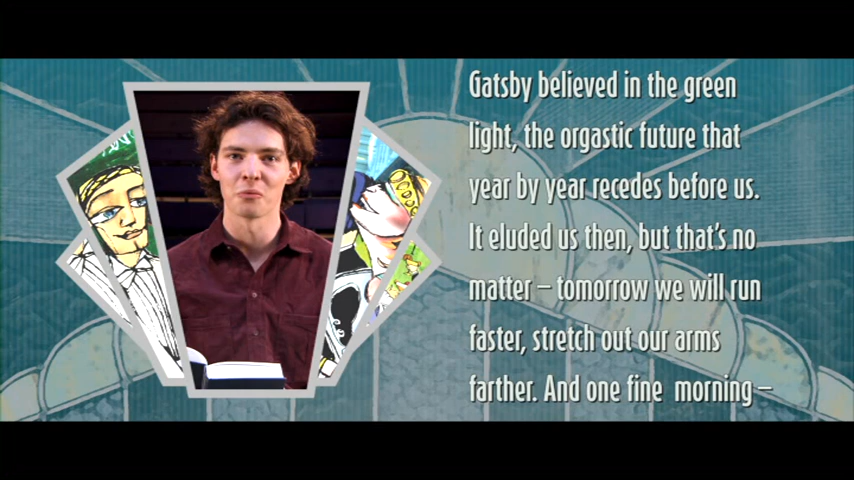 Gatsby believed in the green
light, the orgastic future that
year by year recedes before us.
It eluded us then, but that's no
matter – tomorrow we will run
faster, stretch out our arms
farther. And one fine morning –